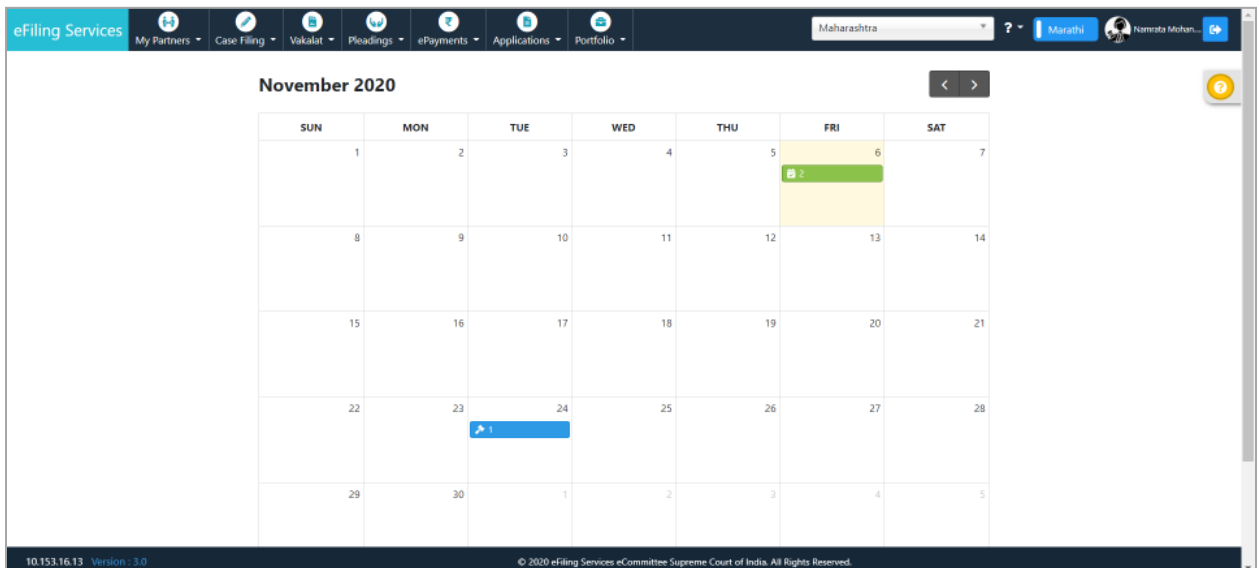 eFiling Services My Partners Case Filing Vakalat Pleadings ePayments Applications Portfolio Maharashtra ? Marathi Namrata Mohan...
November 2020
?
SUN MON TUE WED THU FRI SAT
1 2 3 4 5 6 7
2
8 9 10 11 12 13 14
15 16 17 18 19 20 21
22 23 24 25 26 27 28
1
29 30 1 2 3 4 5
10.153.16.13 Version : 3.0 © 2020 eFiling Services eCommittee Supreme Court of India. All Rights Reserved.